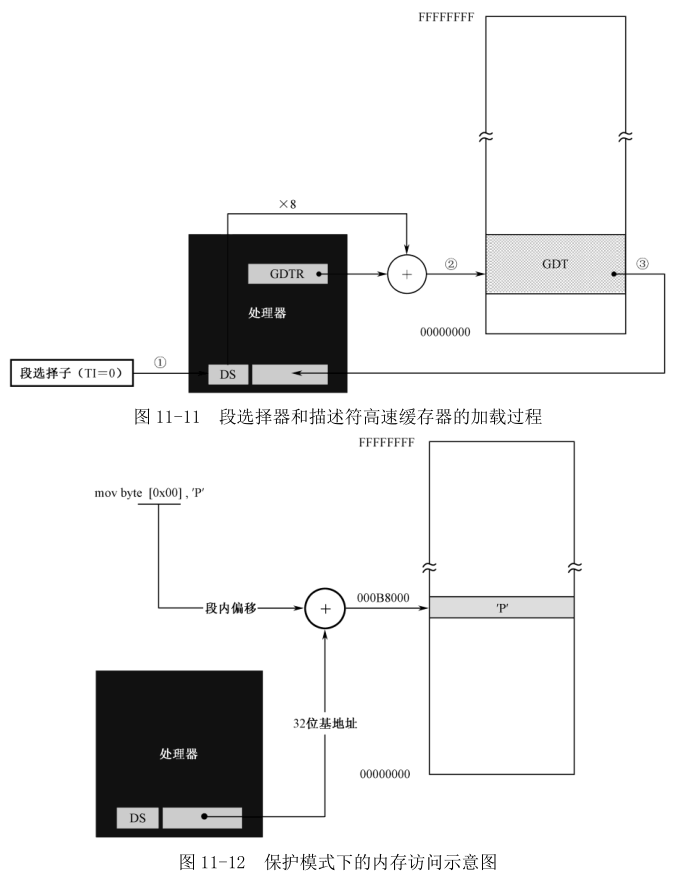 FFFFFFFF
×8
GDTR
+
②
GDT
③
处理器
00000000
段选择子（TI＝0）
①
DS
图 11-11 段选择器和描述符高速缓存器的加载过程
FFFFFFFF
mov byte [0x00] , 'P'
段内偏移
+
000B8000
'P'
32位基地址
处理器
00000000
DS
图 11-12 保护模式下的内存访问示意图